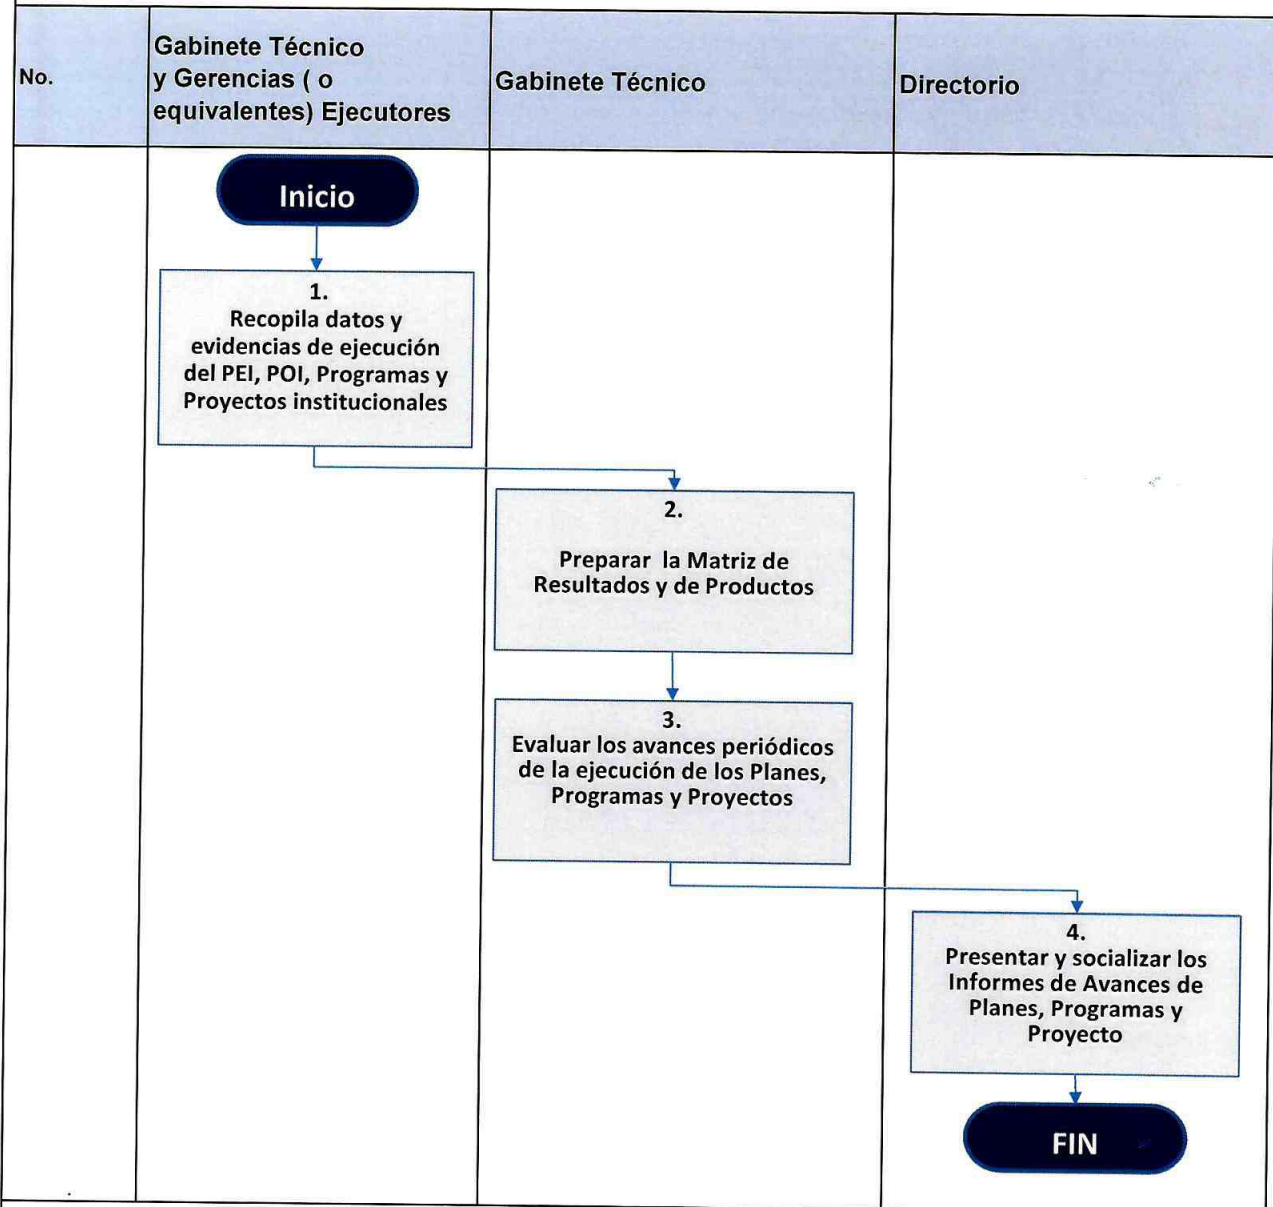 No.
Gabinete Técnico
y Gerencias ( o
equivalentes) Ejecutores
Gabinete Técnico
Directorio
Inicio
1.
Recopila datos y
evidencias de ejecución
del PEI, POI, Programas y
Proyectos institucionales
2.
Preparar la Matriz de
Resultados y de Productos
3.
Evaluar los avances periódicos
de la ejecución de los Planes,
Programas y Proyectos
4.
Presentar y socializar los
Informes de Avances de
Planes, Programas y
Proyecto
FIN